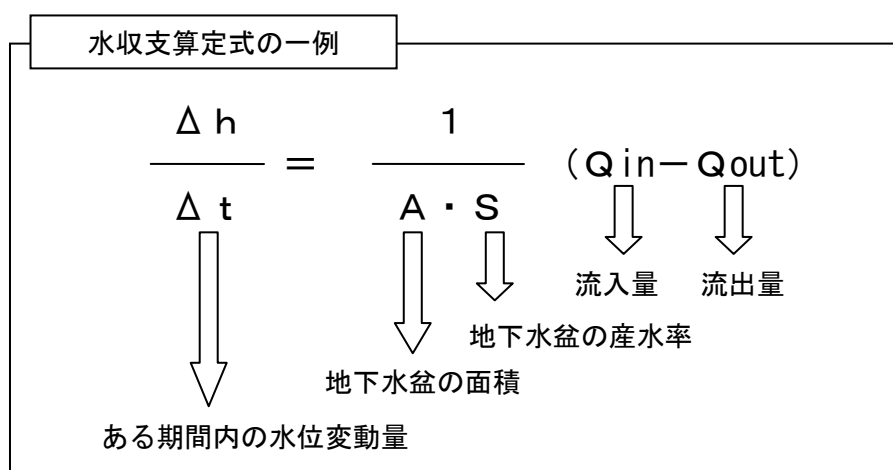 水収支算定式の一例
Δh 1
＝ (Qin－Qout)
Δt A・S
流入量 流出量
地下水盆の産水率
地下水盆の面積
ある期間内の水位変動量